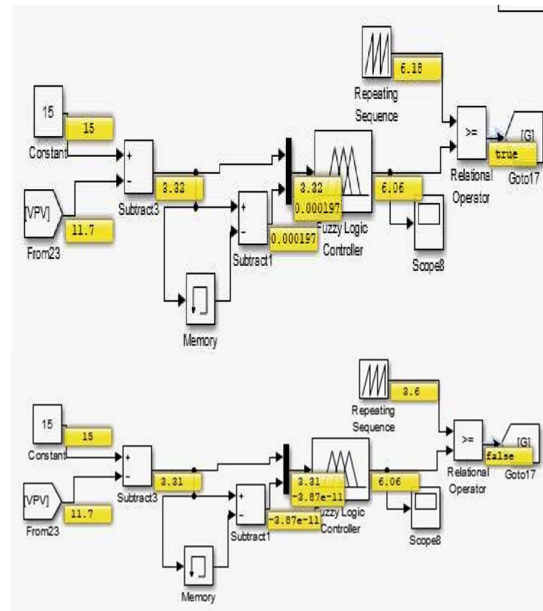 6.18
Repeating
Sequence
15
15
Constant
>=
[G]
true
Relational
Operator
Goto17
+
-
3.32
Subtract3
[VPV]
11.7
From23
3.32
0.000197
6.06
Fuzzy Logic
Controller
+
-
0.000197
Subtract1
Scope8
Memory
3.6
Repeating
Sequence
15
15
Constant
>=
[G]
false
Relational
Operator
Goto17
+
-
3.31
Subtract3
[VPV]
11.7
From23
3.31
-3.87e-11
6.06
Fuzzy Logic
Controller
+
-
-3.87e-11
Subtract1
Scope8
Memory